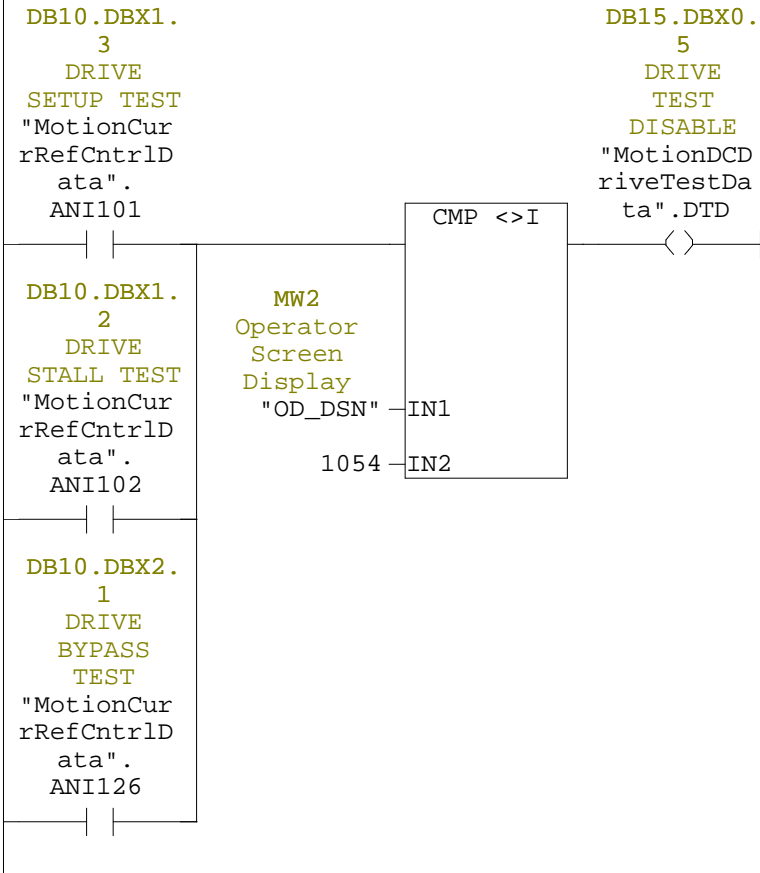 DB10.DBX1.
3
DRIVE
SETUP TEST
"MotionCur
rRefCntrlD
ata".
ANI101
DB15.DBX0.
5
DRIVE
TEST
DISABLE
"MotionDCD
riveTestDa
ta".DTD
CMP <>I
DB10.DBX1.
2
DRIVE
STALL TEST
"MotionCur
rRefCntrlD
ata".
ANI102
MW2
Operator
Screen
Display
"OD_DSN"
IN1
1054
IN2
DB10.DBX2.
1
DRIVE
BYPASS
TEST
"MotionCur
rRefCntrlD
ata".
ANI126